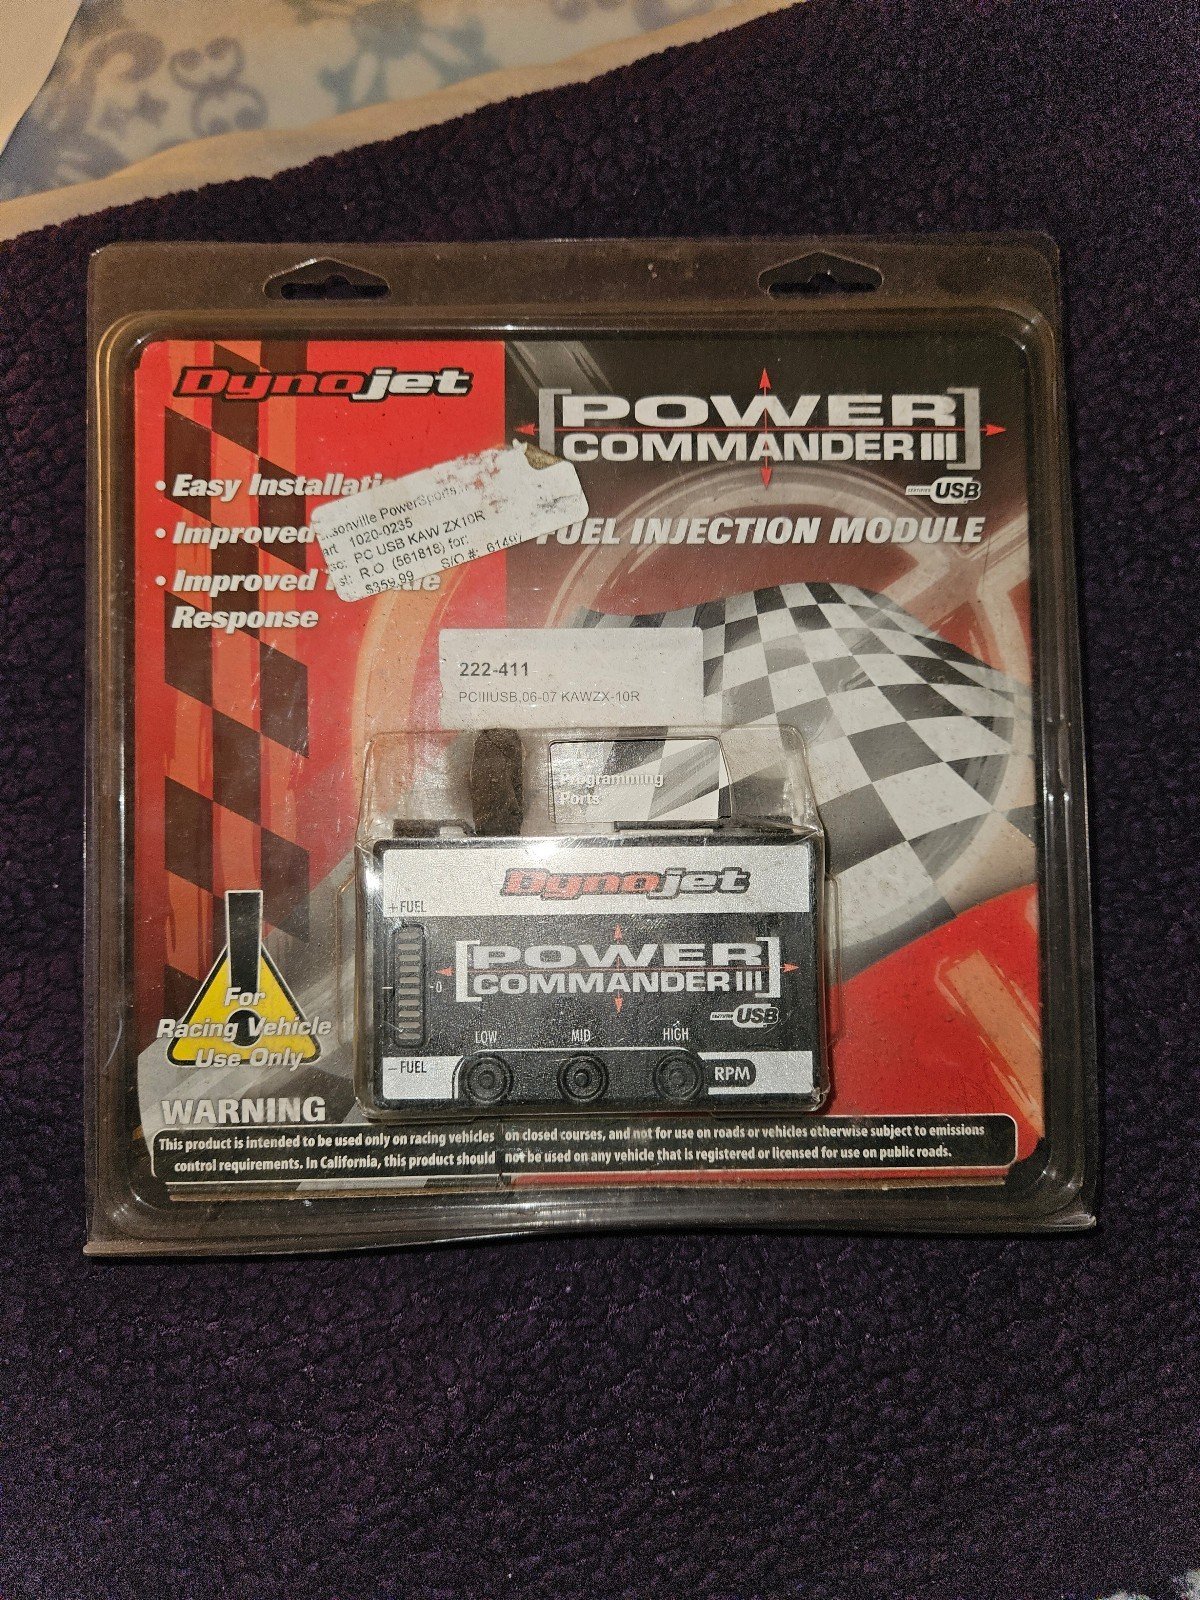 Dynojet
POWER
COMMANDER III
CERTIFIED USB
FUEL INJECTION MODULE
• Easy
• Improved
• Improved
Response
PowerSports
1020-0235
PC USB KAW ZX10R
R.O. (561818) for:
$359.99 S/O #:
222-411
PCIIIUSB,06-07 KAWZX-10R
Programming
Ports
Dynojet
+ FUEL
POWER
COMMANDER III
0
USB
LOW MID HIGH
− FUEL
RPM
For
Racing Vehicle
Use Only
WARNING
This product is intended to be used only on racing vehicles on closed courses, and not for use on roads or vehicles otherwise subject to emissions
control requirements. In California, this product should not be used on any vehicle that is registered or licensed for use on public roads.